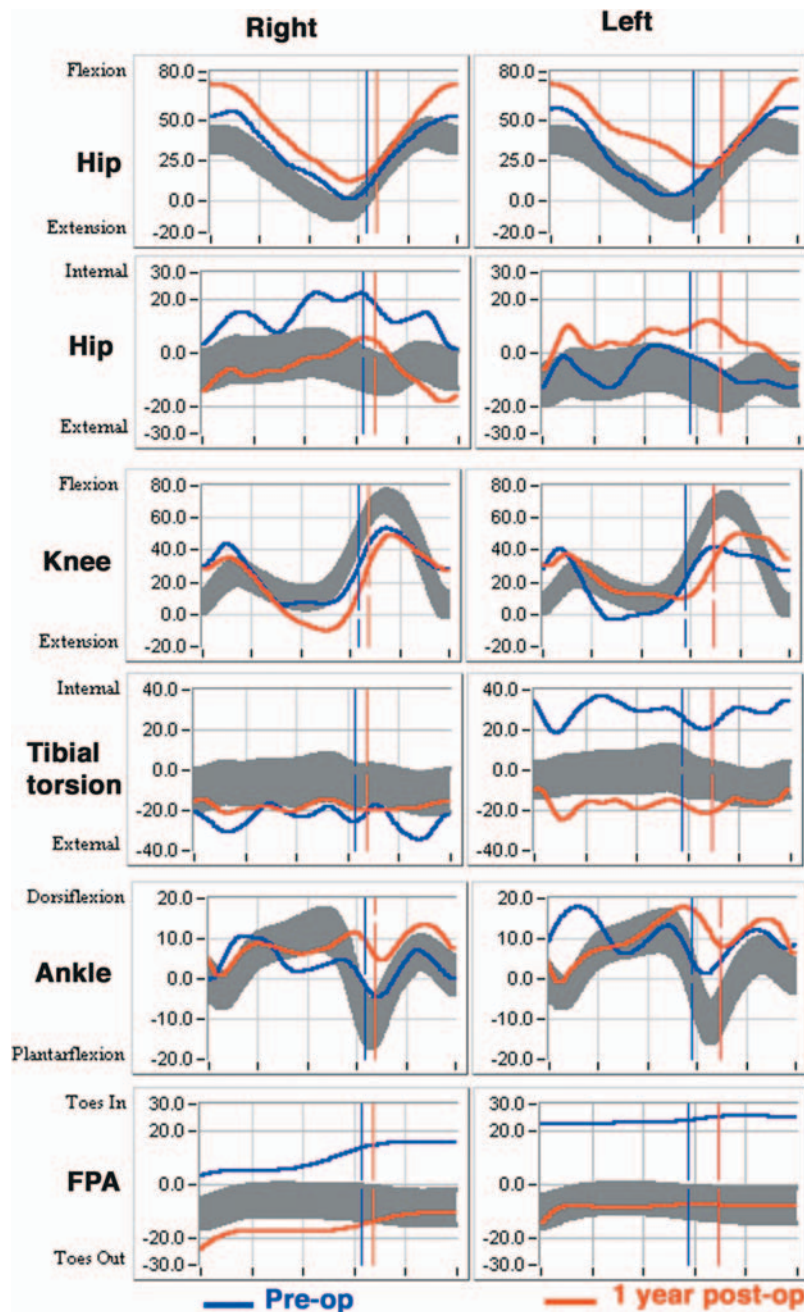 Right Left
Flexion
80.0
50.0
25.0
0.0
-20.0
80.0
50.0
25.0
0.0
-20.0
Hip
Extension
Internal
30.0
20.0
0.0
-20.0
-30.0
30.0
20.0
0.0
-20.0
-30.0
Hip
External
Flexion
80.0
60.0
40.0
20.0
0.0
-20.0
80.0
60.0
40.0
20.0
0.0
-20.0
Knee
Extension
Internal
40.0
20.0
0.0
-20.0
-40.0
40.0
20.0
0.0
-20.0
-40.0
Tibial
torsion
External
Dorsiflexion
20.0
10.0
0.0
-10.0
-20.0
20.0
10.0
0.0
-10.0
-20.0
Ankle
Plantarflexion
Toes In
30.0
20.0
0.0
-20.0
-30.0
30.0
20.0
0.0
-20.0
-30.0
FPA
Toes Out
Pre-op 1 year post-op